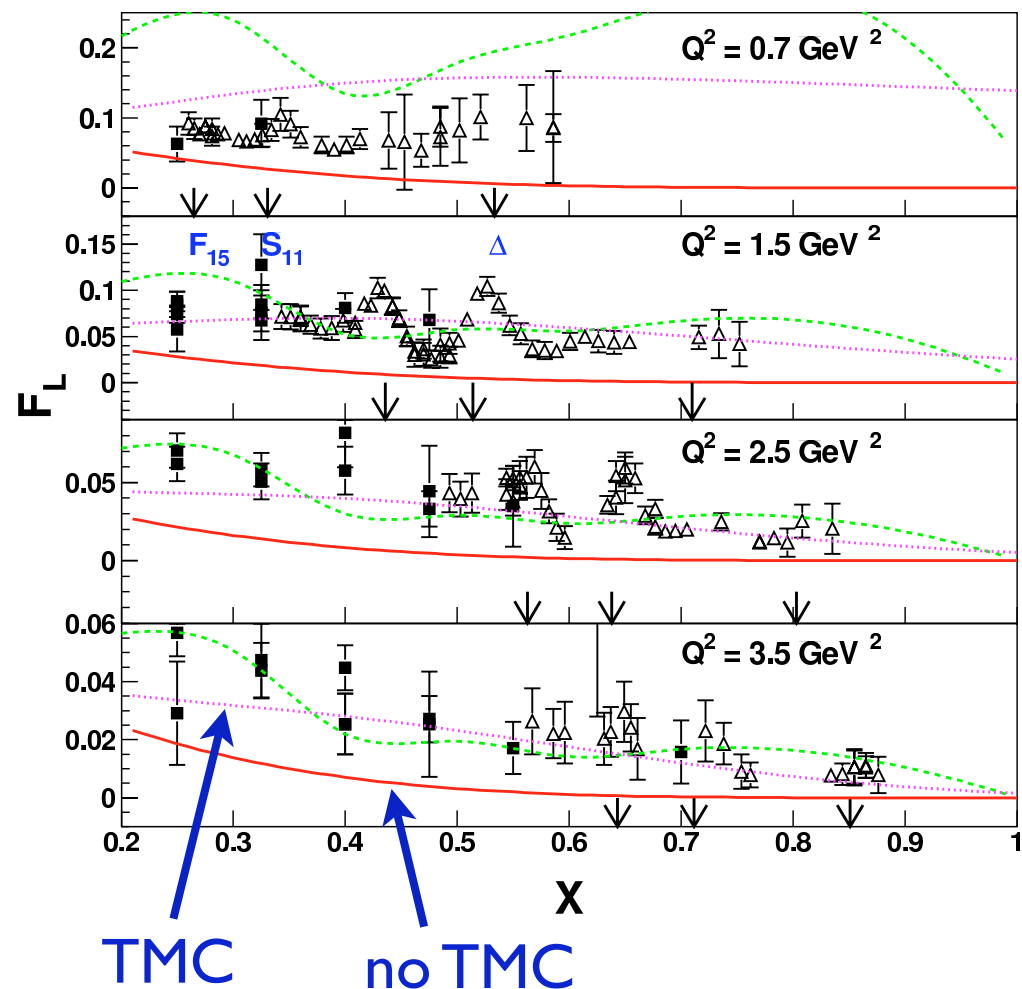 Q² = 0.7 GeV ²
0.2
0.1
0
F₁₅ S₁₁ Δ
Q² = 1.5 GeV ²
0.15
0.1
0.05
0
F_L
Q² = 2.5 GeV ²
0.05
0
Q² = 3.5 GeV ²
0.06
0.04
0.02
0
0.2 0.3 0.4 0.5 0.6 0.7 0.8 0.9 1
X
TMC
no TMC